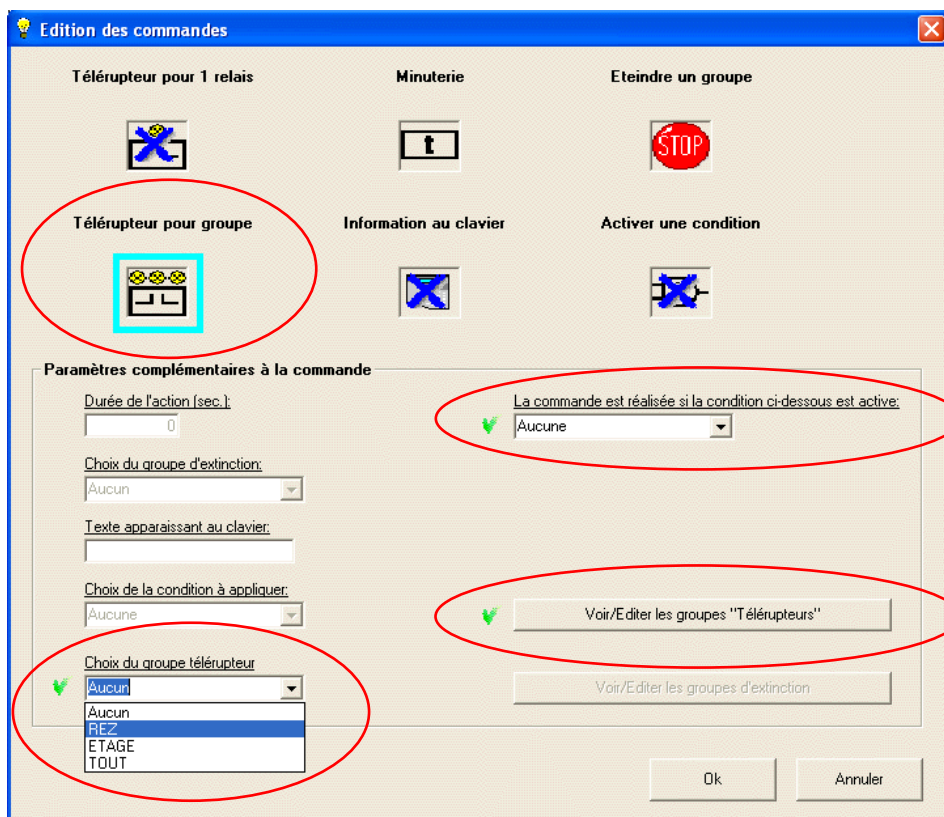 Edition des commandes
Télérupteur pour 1 relais
Minuterie
Eteindre un groupe
t
STOP
Télérupteur pour groupe
Information au clavier
Activer une condition
Paramètres complémentaires à la commande
Durée de l'action (sec.):
0
La commande est réalisée si la condition ci-dessous est active:
Aucune
Choix du groupe d'extinction:
Aucun
Texte apparaissant au clavier:
Choix de la condition à appliquer:
Aucune
Voir/Editer les groupes "Télérupteurs"
Choix du groupe télérupteur
Aucun
Voir/Editer les groupes d'extinction
Aucun
REZ
ETAGE
TOUT
Ok
Annuler